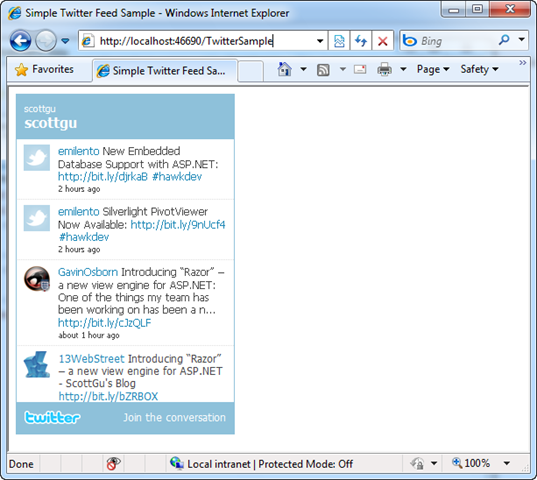 Simple Twitter Feed Sample - Windows Internet Explorer
http://localhost:46690/TwitterSample
Bing
Favorites
Simple Twitter Feed Sa...
Page
Safety
»
scottgu
scottgu
emilento New Embedded
Database Support with ASP.NET:
http://bit.ly/djrkaB #hawkdev
2 hours ago
emilento Silverlight PivotViewer
Now Available: http://bit.ly/9nUcf4
#hawkdev
2 hours ago
GavinOsborn Introducing “Razor” –
a new view engine for ASP.NET:
One of the things my team has
been working on has been a n...
http://bit.ly/cJzQLF
about 1 hour ago
13WebStreet Introducing “Razor”
– a new view engine for ASP.NET
- ScottGu's Blog
http://bit.ly/bZRBOX
twitter
Join the conversation
Done
Local intranet | Protected Mode: Off
100%